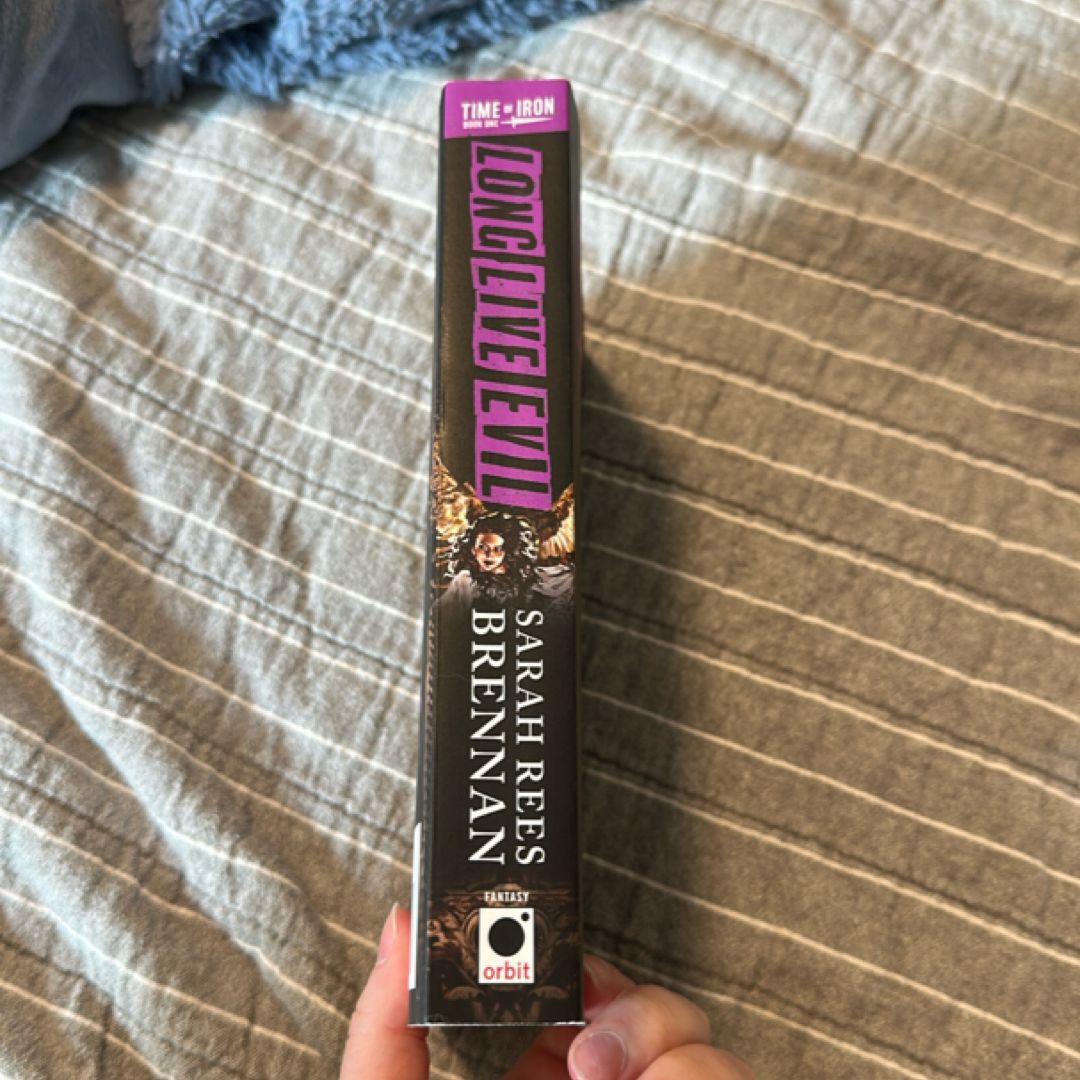 TIME OF IRON
BOOK ONE
LONG LIVE EVIL
SARAH REES
BRENNAN
FANTASY
orbit